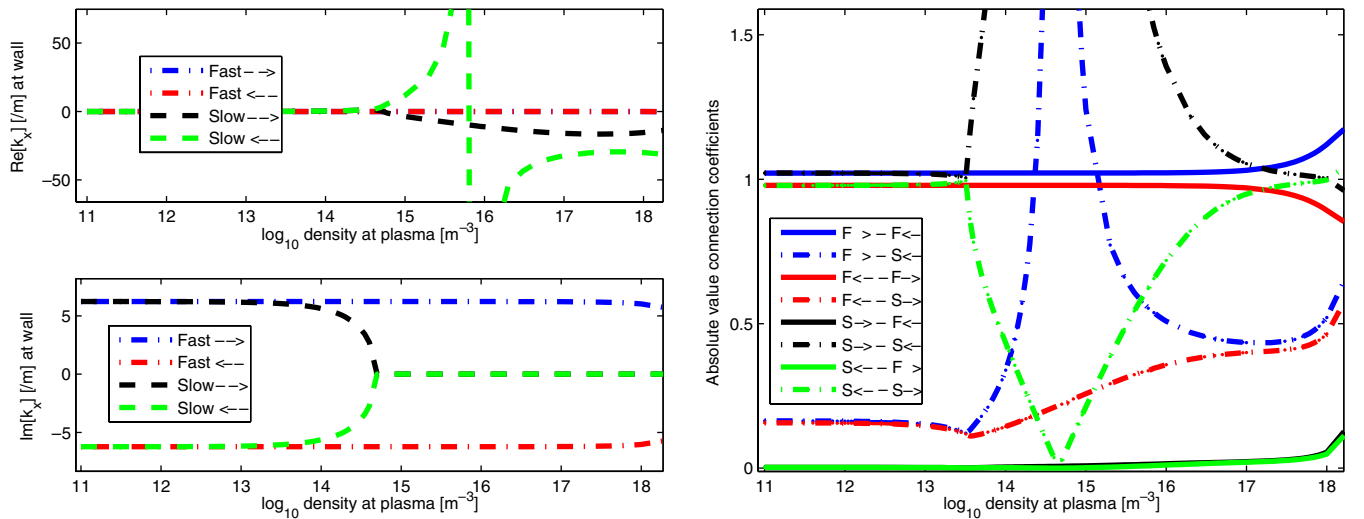 Re[k_x] [/m] at wall
50
0
−50
Fast −−>
Fast <−−
Slow −−>
Slow <−−
11 12 13 14 15 16 17 18
log_10 density at plasma [m^−3]
Im[k_x] [/m] at wall
5
0
−5
Fast −−>
Fast <−−
Slow −−>
Slow <−−
11 12 13 14 15 16 17 18
log_10 density at plasma [m^−3]
Absolute value connection coefficients
1.5
1
0.5
0
F >− F<−
F >− S<−
F<−− F−>
F<−− S−>
S−>− F<−
S−>− S<−
S<−− F >
S<−− S−>
11 12 13 14 15 16 17 18
log_10 density at plasma [m^−3]